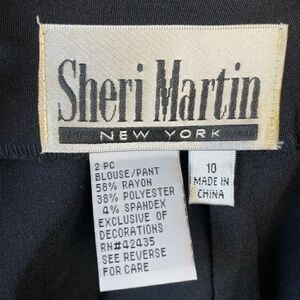 Sheri Martin
NEW YORK
2 PC
BLOUSE/PANT
58% RAYON
38% POLYESTER
4% SPANDEX
EXCLUSIVE OF
DECORATIONS
RN#42435
SEE REVERSE
FOR CARE
10
MADE IN
CHINA